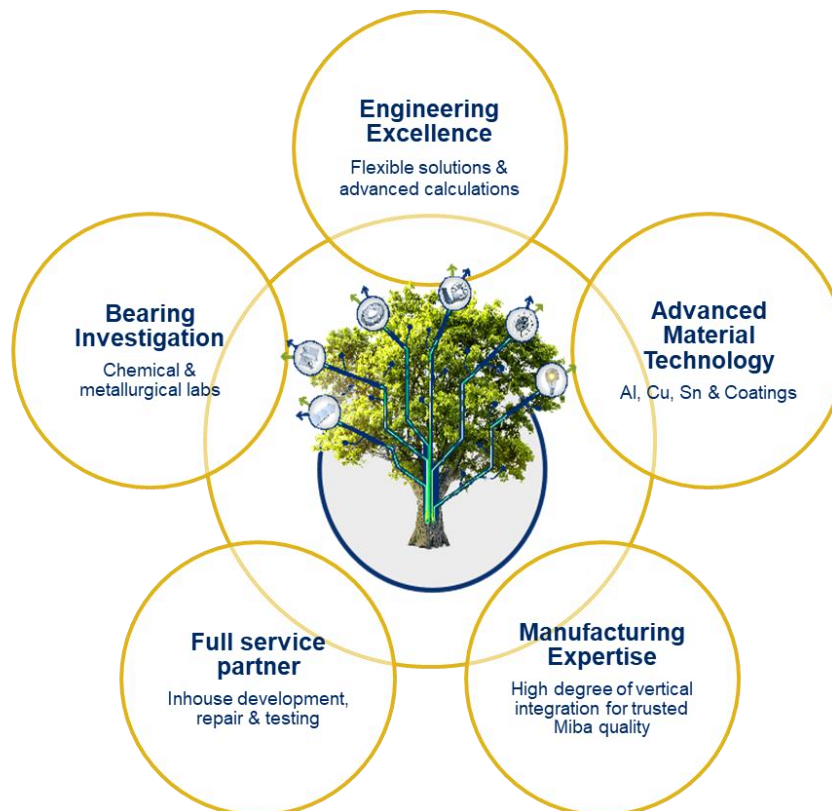 Engineering
Excellence
Flexible solutions &
advanced calculations
Bearing
Investigation
Chemical &
metallurgical labs
Advanced
Material
Technology
Al, Cu, Sn & Coatings
Full service
partner
Inhouse development,
repair & testing
Manufacturing
Expertise
High degree of vertical
integration for trusted
Miba quality